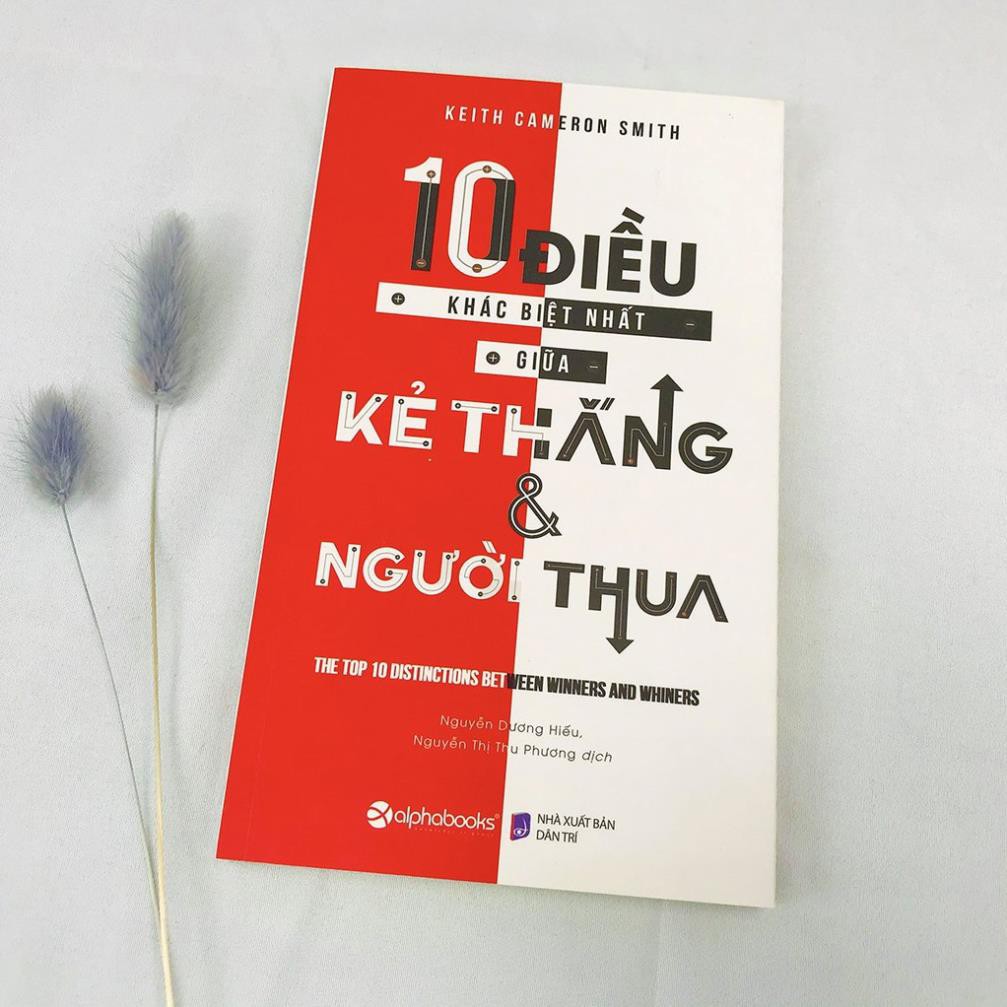 KEITH CAMERON SMITH
10 ĐIỀU
KHÁC BIỆT NHẤT
GIỮA
KẺ THẮNG
&
NGƯỜI THUA
THE TOP 10 DISTINCTIONS BETWEEN WINNERS AND WHINERS
Nguyễn Dương Hiếu,
Nguyễn Thị Thu Phương dịch
alphabooks®
NHÀ XUẤT BẢN
DÂN TRÍ